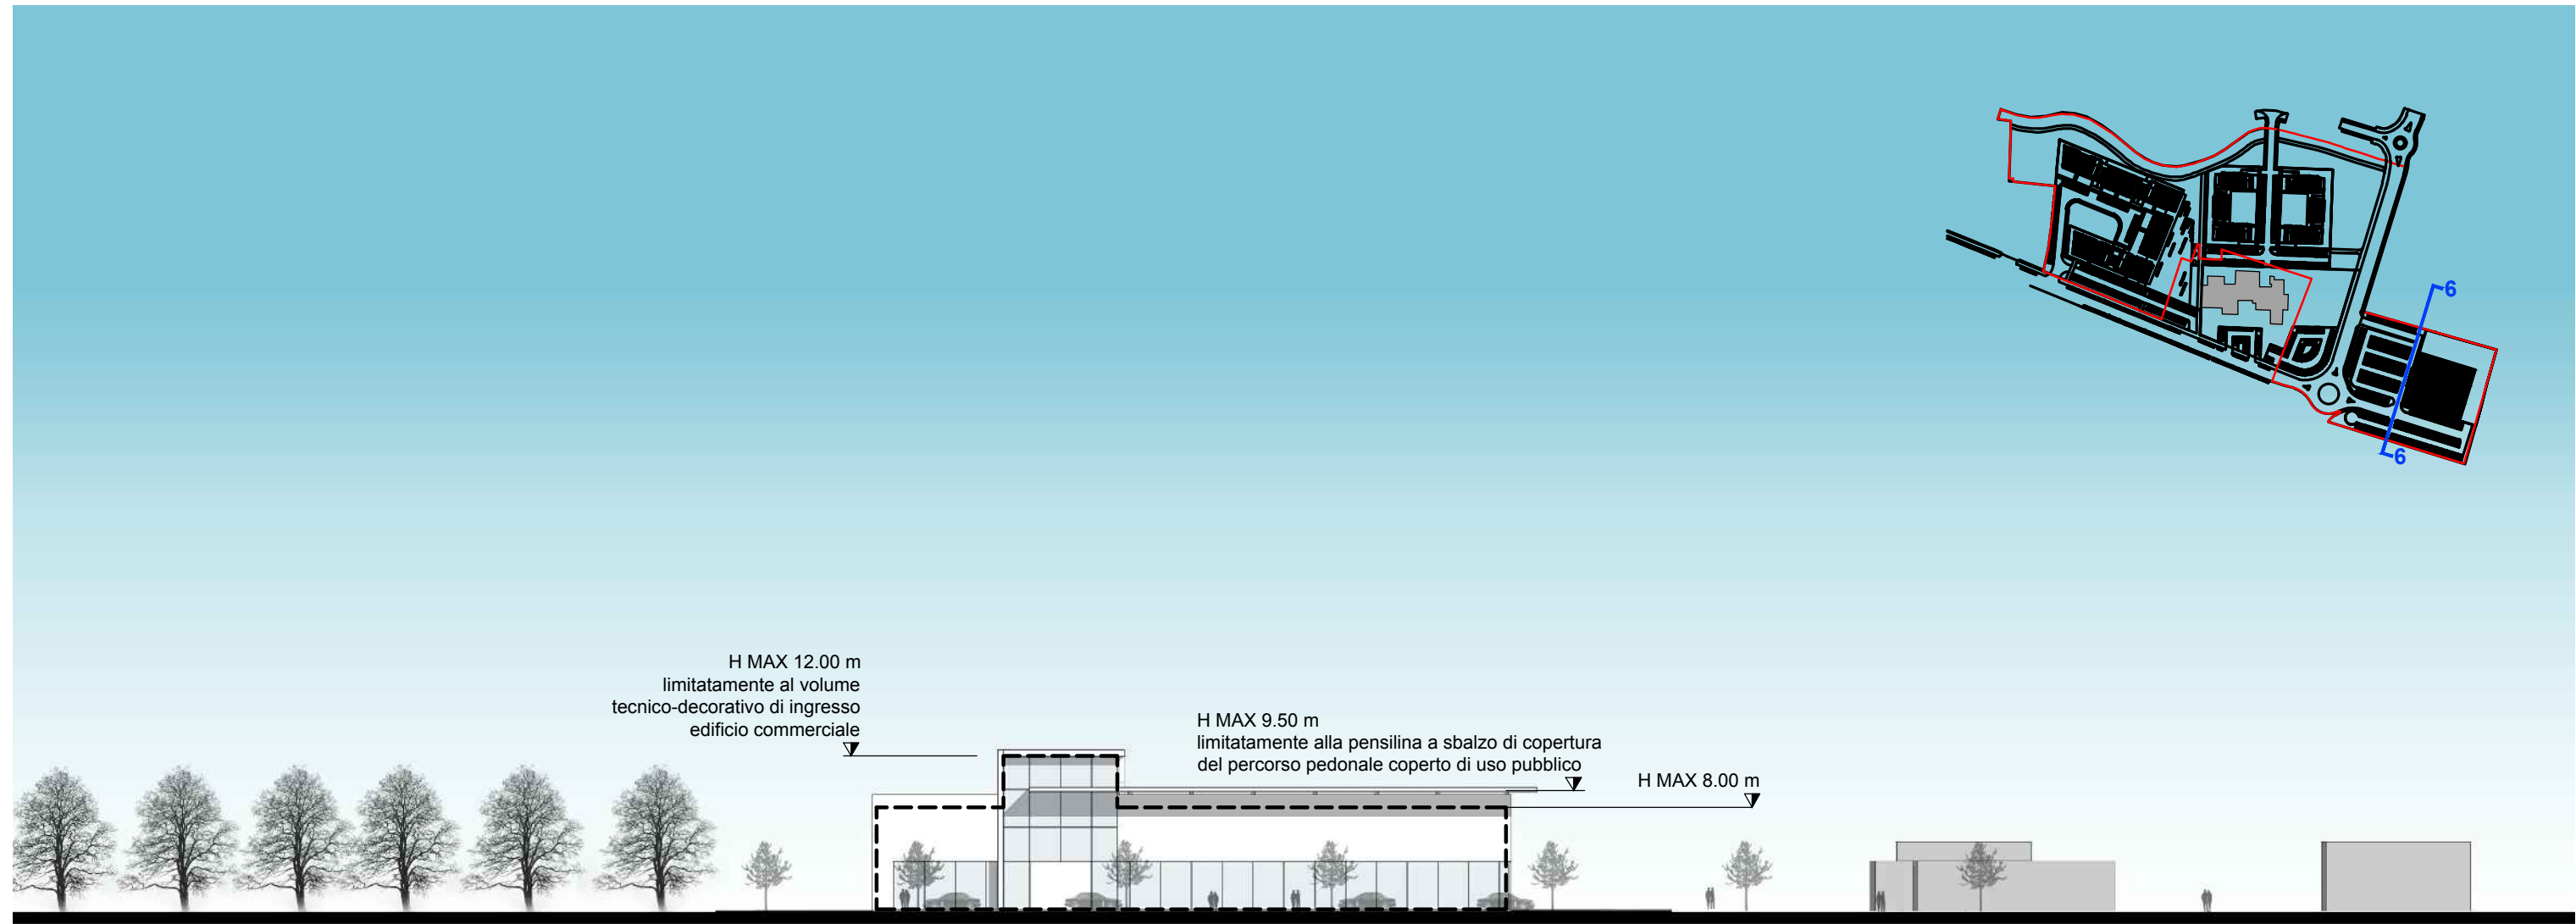 6
6
H MAX 12.00 m
limitatamente al volume
tecnico-decorativo di ingresso
edificio commerciale
H MAX 9.50 m
limitatamente alla pensilina a sbalzo di copertura
del percorso pedonale coperto di uso pubblico
H MAX 8.00 m